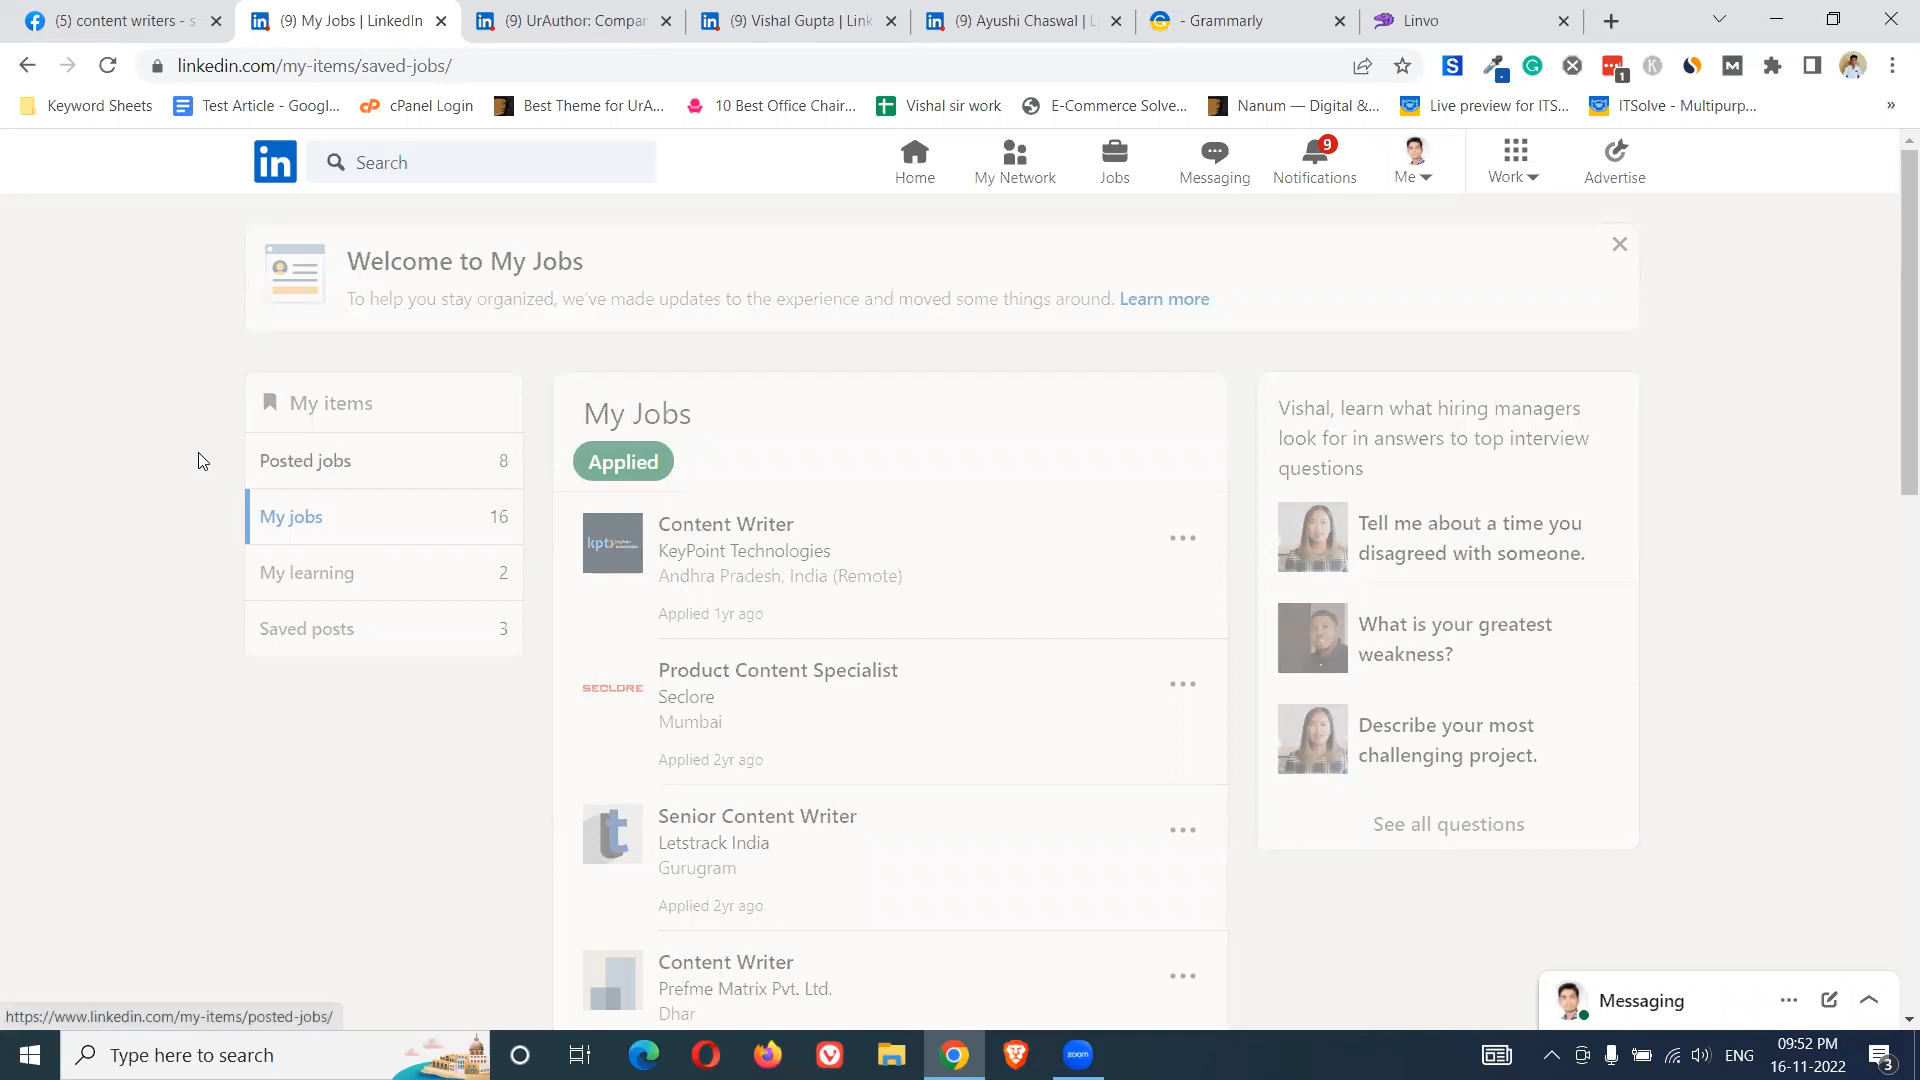 (5) content writers - s
(9) My Jobs | LinkedIn
(9) UrAuthor: Compan
(9) Vishal Gupta | Link
(9) Ayushi Chaswal | L
- Grammarly
Linvo
linkedin.com/my-items/saved-jobs/
1
Keyword Sheets
Test Article - Googl...
cPanel Login
Best Theme for UrA...
10 Best Office Chair...
Vishal sir work
E-Commerce Solve...
Nanum — Digital &...
Live preview for ITS...
ITSolve - Multipurp...
»
in
Search
Home
My Network
Jobs
Messaging
9
Notifications
Me
Work
Advertise
Welcome to My Jobs
To help you stay organized, we've made updates to the experience and moved some things around. Learn more
My items
Posted jobs 8
My jobs 16
My learning 2
Saved posts 3
My Jobs
Applied
kpt
Content Writer
KeyPoint Technologies
Andhra Pradesh, India (Remote)
Applied 1yr ago
SECLORE
Product Content Specialist
Seclore
Mumbai
Applied 2yr ago
t
Senior Content Writer
Letstrack India
Gurugram
Applied 2yr ago
Content Writer
Prefme Matrix Pvt. Ltd.
Dhar
Vishal, learn what hiring managers
look for in answers to top interview
questions
Tell me about a time you
disagreed with someone.
What is your greatest
weakness?
Describe your most
challenging project.
See all questions
Messaging
https://www.linkedin.com/my-items/posted-jobs/
Type here to search
zoom
ENG
09:52 PM
16-11-2022
3